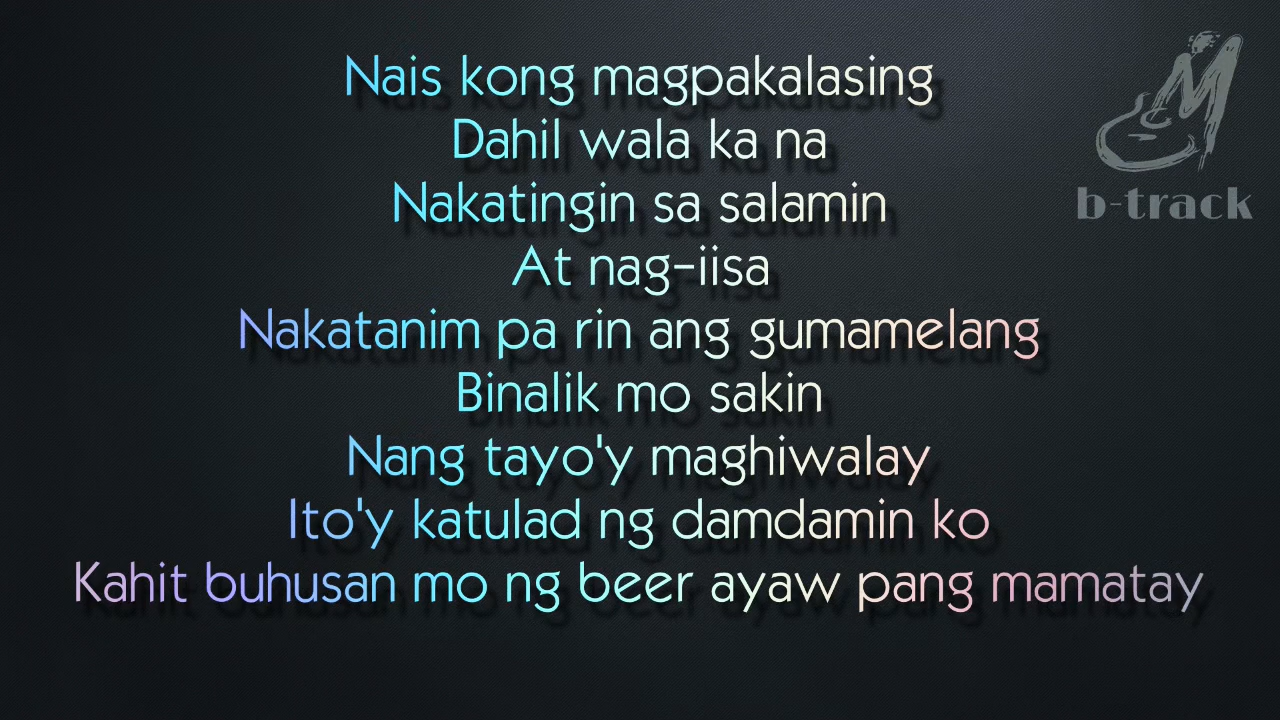 Nais kong magpakalasing
Dahil wala ka na
Nakatingin sa salamin
At nag-iisa
Nakatanim pa rin ang gumamelang
Binalik mo sakin
Nang tayo'y maghiwalay
Ito'y katulad ng damdamin ko
Kahit buhusan mo ng beer ayaw pang mamatay
M
b-track